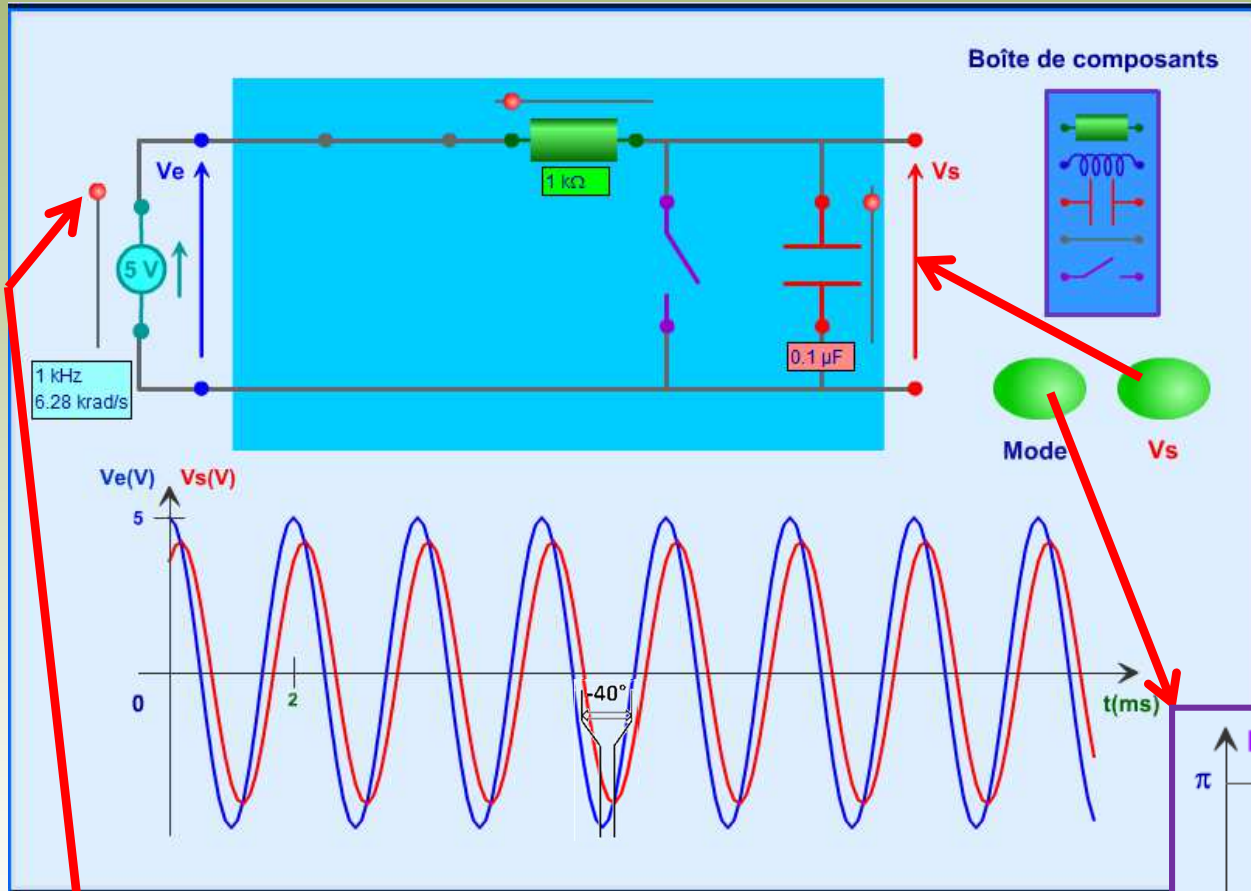 Boîte de composants
Ve
1 kΩ
Vs
5 V
0.1 µF
1 kHz
6.28 krad/s
Mode
Vs
Ve(V) Vs(V)
5
-40°
0
2
t(ms)
π